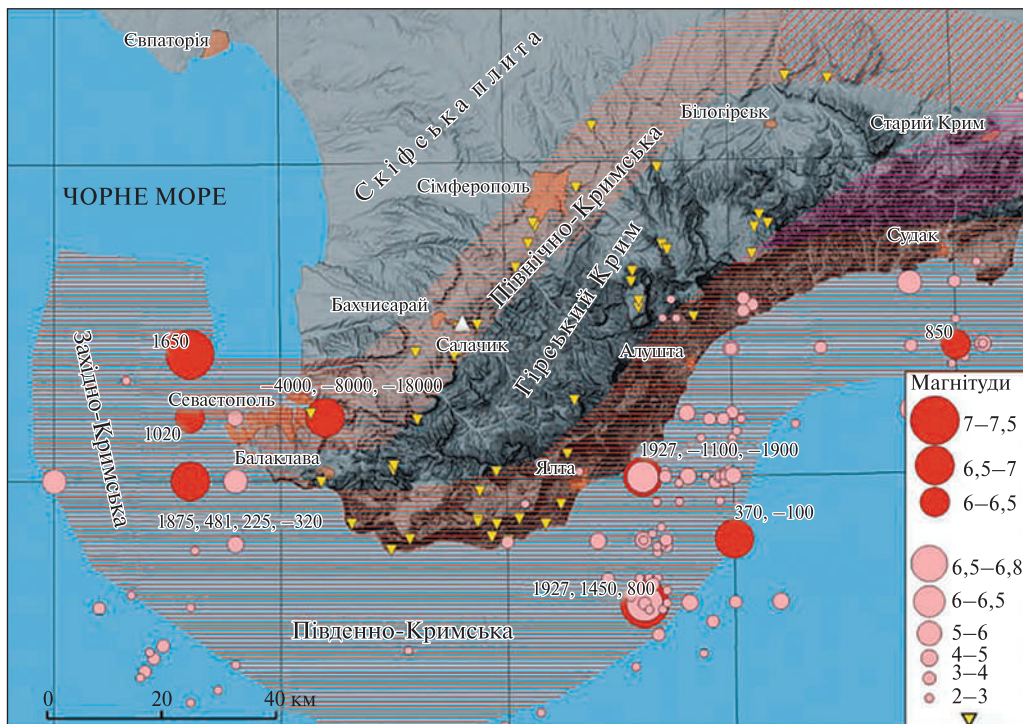 Євпаторія
Скіфська плита
Білогірськ
Старий Крим
ЧОРНЕ МОРЕ
Сімферополь
Північно-Кримська
Гірський Крим
Судак
Бахчисарай
Салачик
Алушта
850
1650
Західно-Кримська
−4000, −8000, −18000
Севастополь
1020
Балаклава
Ялта
1927, −1100, −1900
1875, 481, 225, −320
370, −100
1927, 1450, 800
Південно-Кримська
0 20 40 км
Магнітуди
7−7,5
6,5−7
6−6,5
6,5−6,8
6−6,5
5−6
4−5
3−4
2−3